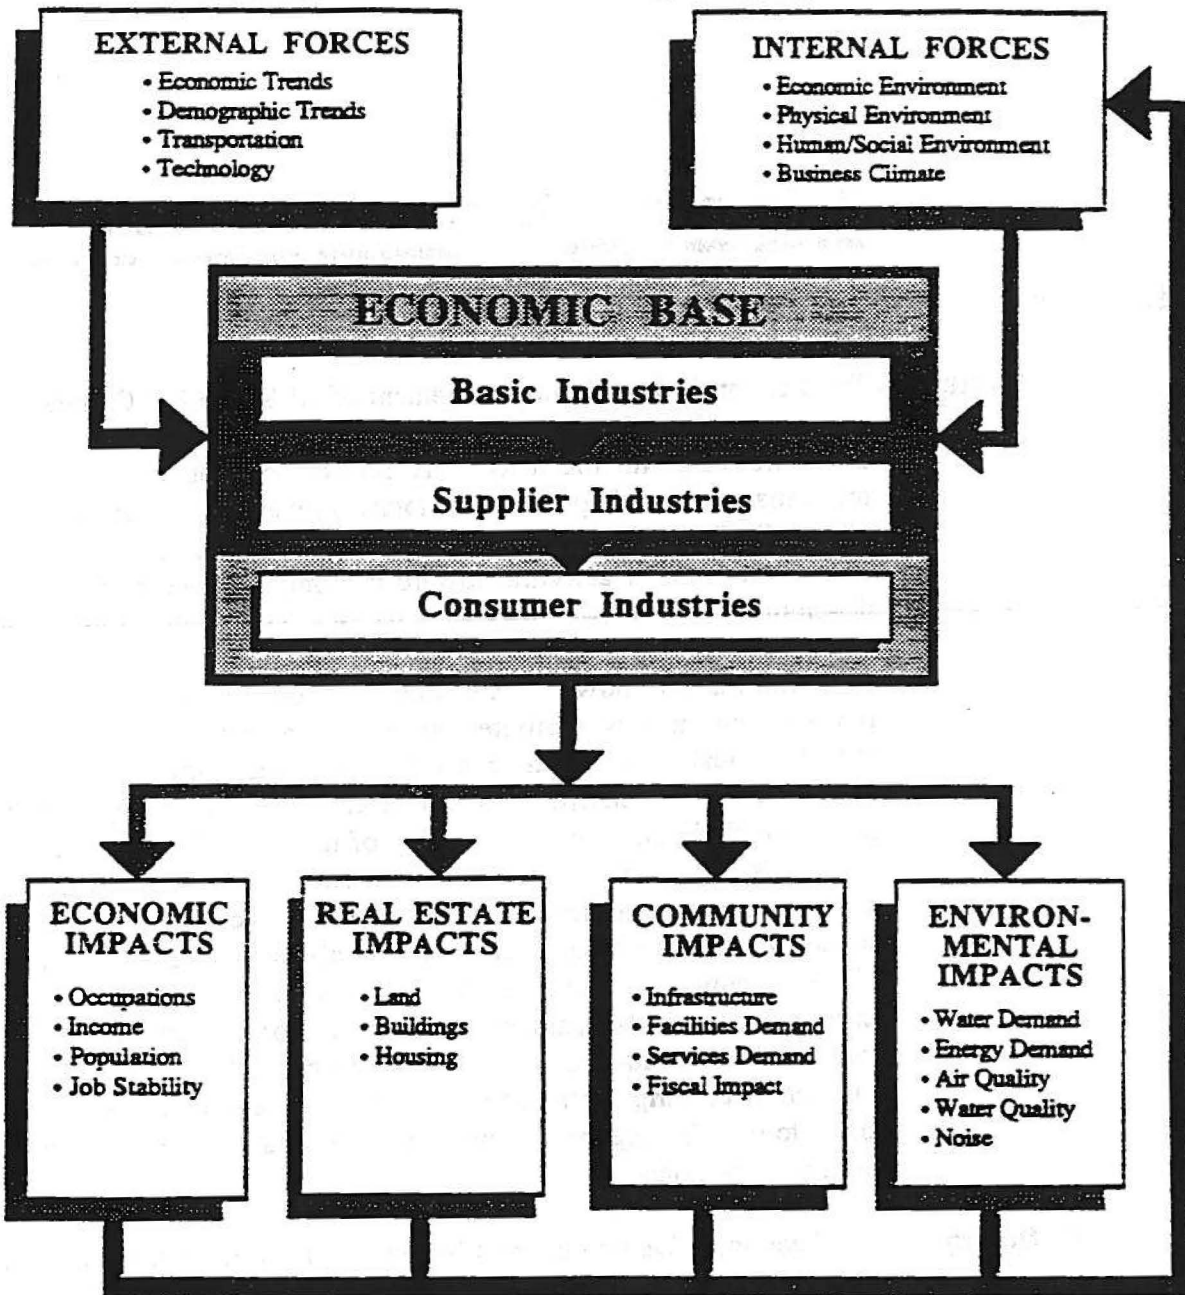 EXTERNAL FORCES
• Economic Trends
• Demographic Trends
• Transportation
• Technology
INTERNAL FORCES
• Economic Environment
• Physical Environment
• Human/Social Environment
• Business Climate
ECONOMIC BASE
Basic Industries
Supplier Industries
Consumer Industries
ECONOMIC
IMPACTS
• Occupations
• Income
• Population
• Job Stability
REAL ESTATE
IMPACTS
• Land
• Buildings
• Housing
COMMUNITY
IMPACTS
• Infrastructure
• Facilities Demand
• Services Demand
• Fiscal Impact
ENVIRON-
MENTAL
IMPACTS
• Water Demand
• Energy Demand
• Air Quality
• Water Quality
• Noise